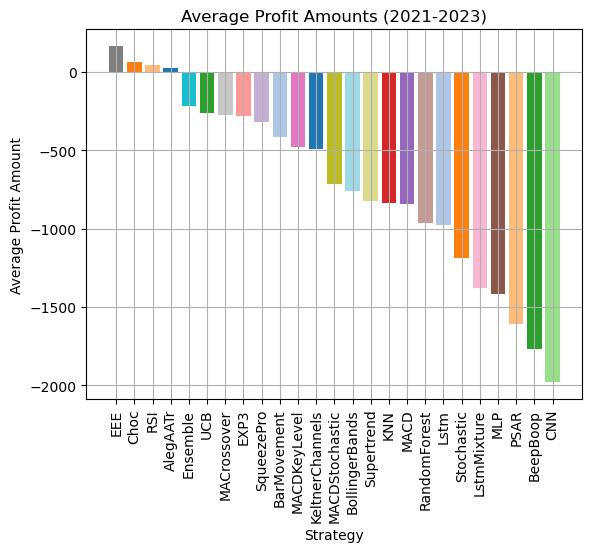 Average Profit Amounts (2021-2023)
Average Profit Amount
0
−500
−1000
−1500
−2000
EEE
Choc
RSI
AlegAATr
Ensemble
UCB
MACrossover
EXP3
SqueezePro
BarMovement
MACDKeyLevel
KeltnerChannels
MACDStochastic
BollingerBands
Supertrend
KNN
MACD
RandomForest
Lstm
Stochastic
LstmMixture
MLP
PSAR
BeepBoop
CNN
Strategy